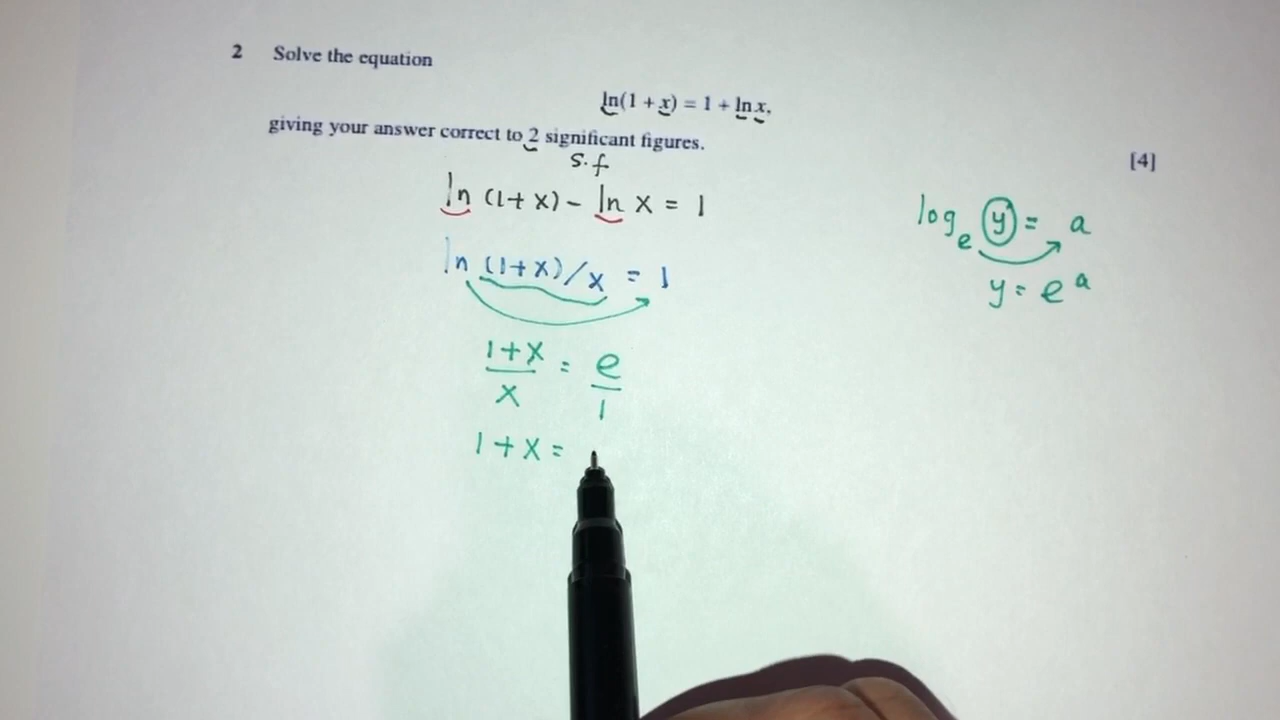 2 Solve the equation
ln(1 + x) = 1 + ln x,
giving your answer correct to 2 significant figures.
[4]
s.f
ln (1+x) - ln x = 1
ln (1+x)/x = 1
1+x/x = e/1
1+x =
log_e y = a
y = e^a